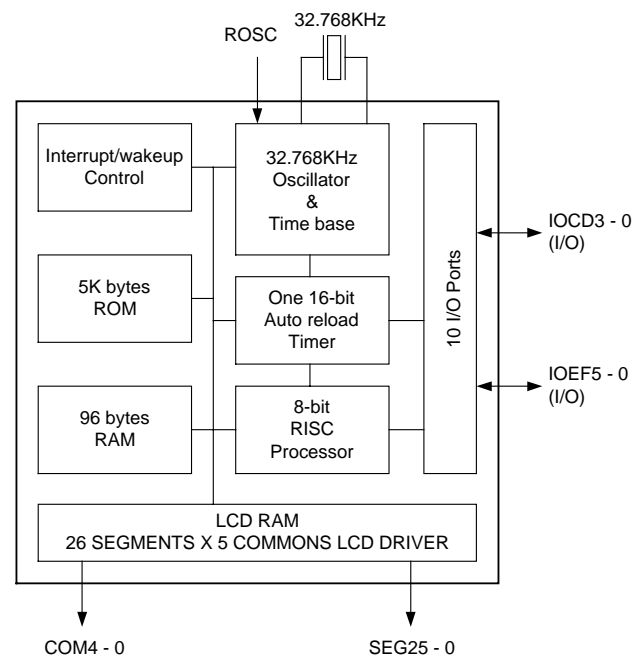 32.768KHz
ROSC
Interrupt/wakeup
Control
32.768KHz
Oscillator
&
Time base
5K bytes
ROM
One 16-bit
Auto reload
Timer
96 bytes
RAM
8-bit
RISC
Processor
10 I/O Ports
IOCD3 - 0
(I/O)
IOEF5 - 0
(I/O)
LCD RAM
26 SEGMENTS X 5 COMMONS LCD DRIVER
COM4 - 0
SEG25 - 0